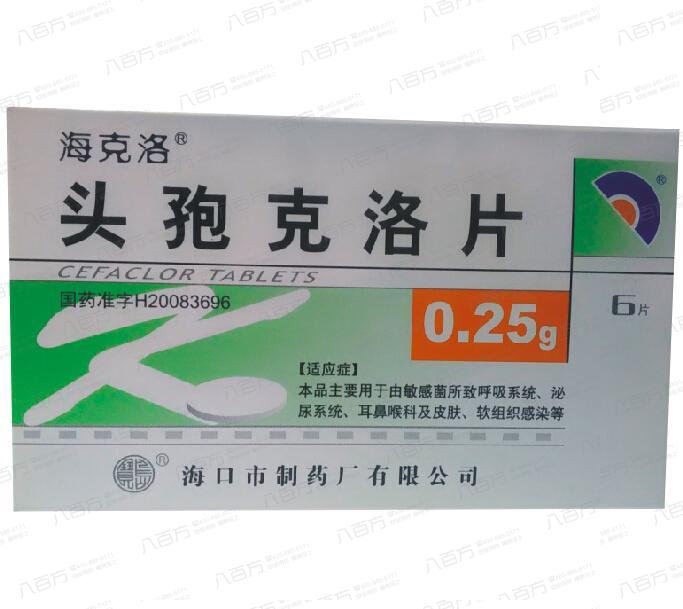 海克洛®
头孢克洛片
CEFACLOR TABLETS
国药准字H20083696
0.25g
6片
®
【适应症】
本品主要用于由敏感菌所致呼吸系统、泌
尿系统、耳鼻喉科及皮肤、软组织感染等
® 海口市制药厂有限公司
八百方